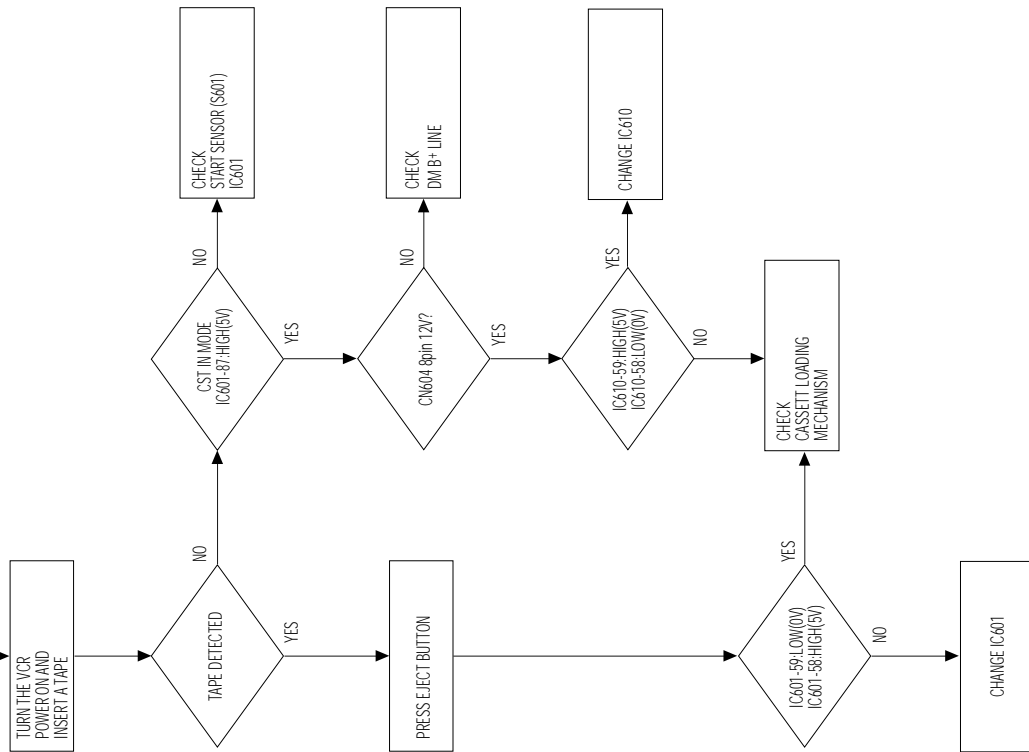 TURN THE VCR
POWER ON AND
INSERT A TAPE
TAPE DETECTED
NO
YES
CST IN MODE
IC601-87:HIGH(5V)
NO
YES
CHECK
START SENSOR (S601)
IC601
CN604 8pin 12V?
NO
YES
CHECK
DM B+ LINE
IC610-59:HIGH(5V)
IC610-58:LOW(0V)
YES
NO
CHANGE IC610
PRESS EJECT BUTTON
IC601-59:LOW(0V)
IC601-58:HIGH(5V)
YES
NO
CHECK
CASSETT LOADING
MECHANISM
CHANGE IC601